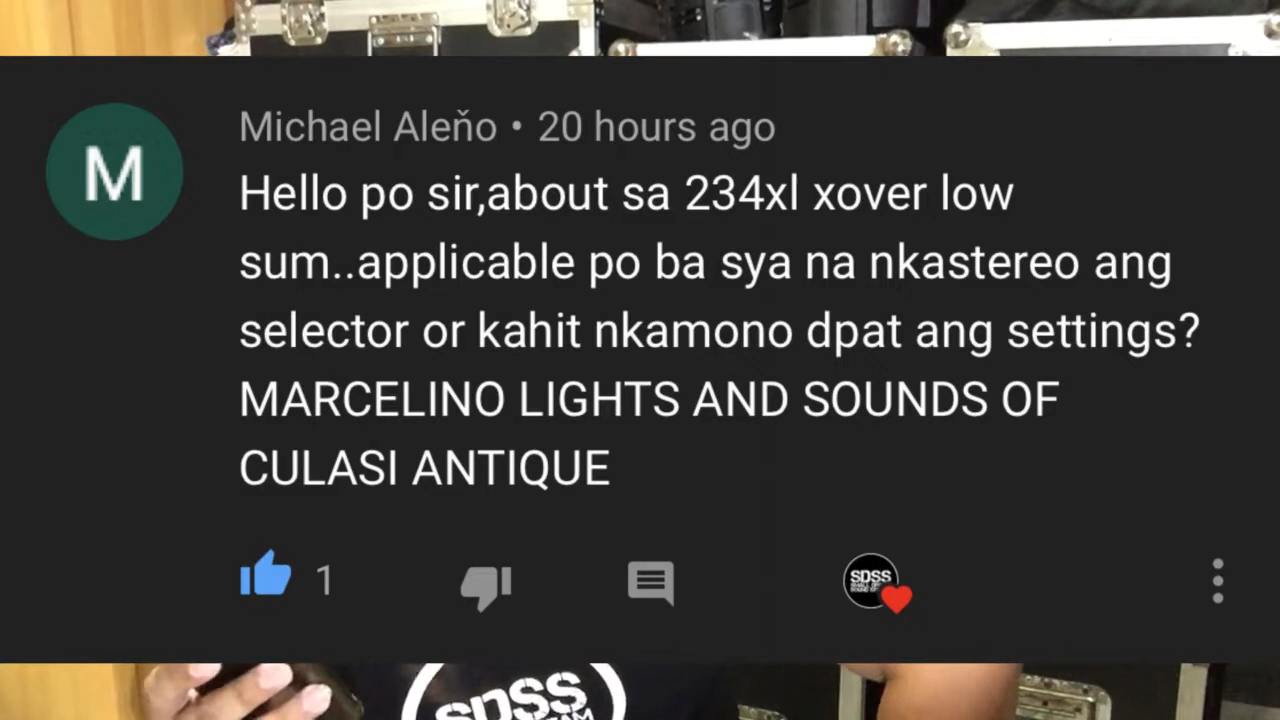 M
Michael Aleňo • 20 hours ago
Hello po sir,about sa 234xl xover low
sum..applicable po ba sya na nkastereo ang
selector or kahit nkamono dpat ang settings?
MARCELINO LIGHTS AND SOUNDS OF
CULASI ANTIQUE
1
SDSS
SDSS